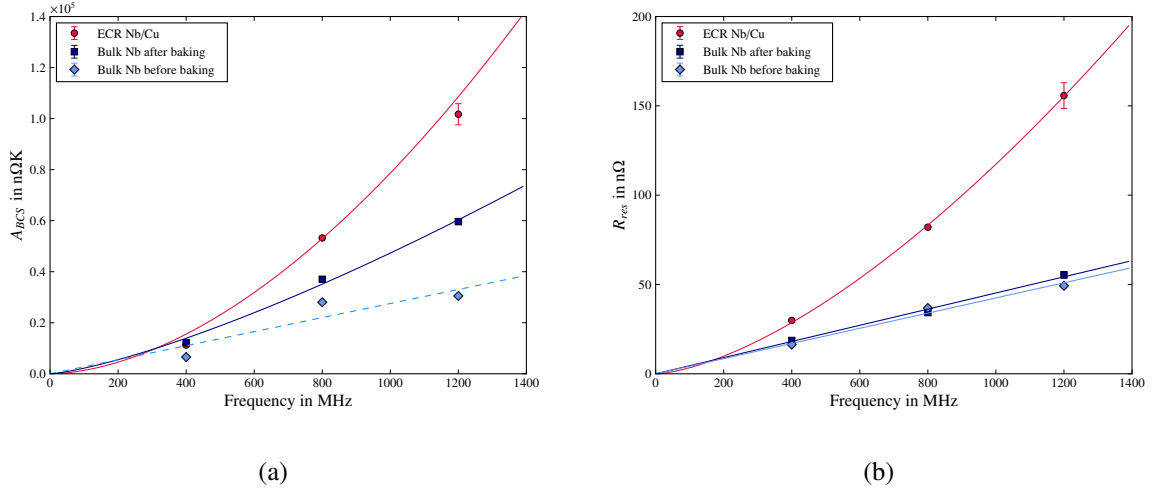 ×10⁵
1.4
1.2
1.0
0.8
0.6
0.4
0.2
0.0
A_BCS in nΩK
ECR Nb/Cu
Bulk Nb after baking
Bulk Nb before baking
0 200 400 600 800 1000 1200 1400
Frequency in MHz
(a)
200
150
100
50
0
R_res in nΩ
ECR Nb/Cu
Bulk Nb after baking
Bulk Nb before baking
0 200 400 600 800 1000 1200 1400
Frequency in MHz
(b)